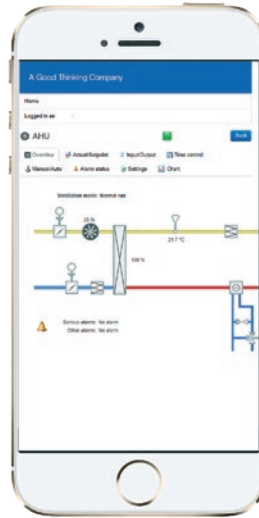 A Good Thinking Company
Home
Logged in as
AHU
Back
Overview Actual/Setpoint Input/Output Time control
Manual/Auto Alarm status Settings Chart
Ventilation mode: Normal run
20 %
21.7 °C
100 %
Serious alarms: No alarm
Other alarms: No alarm